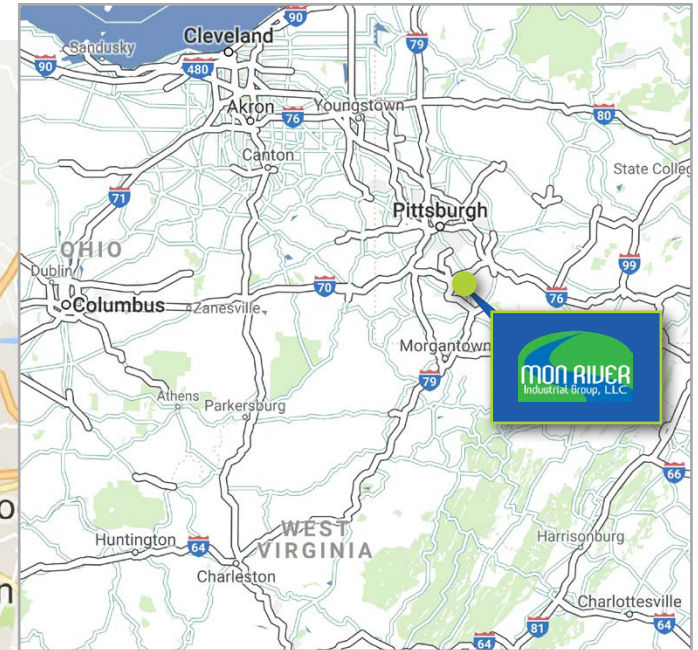 90
Cleveland
79
Sandusky
90
480
Akron
Youngstown
76
80
Canton
State Colleg
71
Pittsburgh
OHIO
99
Dublin
70
76
Columbus
Zanesville
Morgantown
MON RIVER
Industrial Group, LLC
79
Athens
Parkersburg
66
o
WEST
VIRGINIA
Huntington
64
Harrisonburg
Charleston
n
Charlottesville
81
64
64